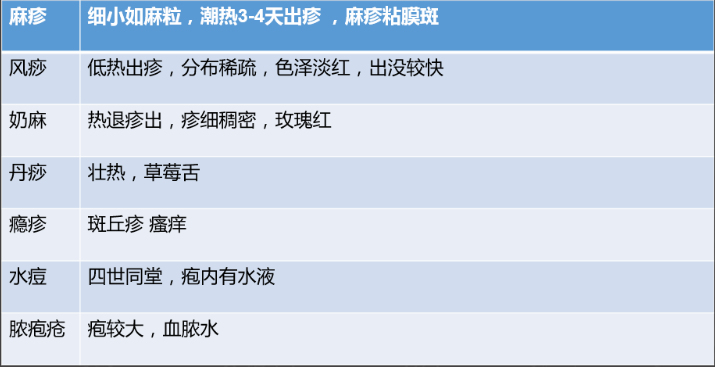 麻疹 细小如麻粒，潮热3-4天出疹 ，麻疹粘膜斑
风痧 低热出疹，分布稀疏，色泽淡红，出没较快
奶麻 热退疹出，疹细稠密，玫瑰红
丹痧 壮热，草莓舌
瘾疹 斑丘疹 瘙痒
水痘 四世同堂，疱内有水液
脓疱疮 疱较大，血脓水